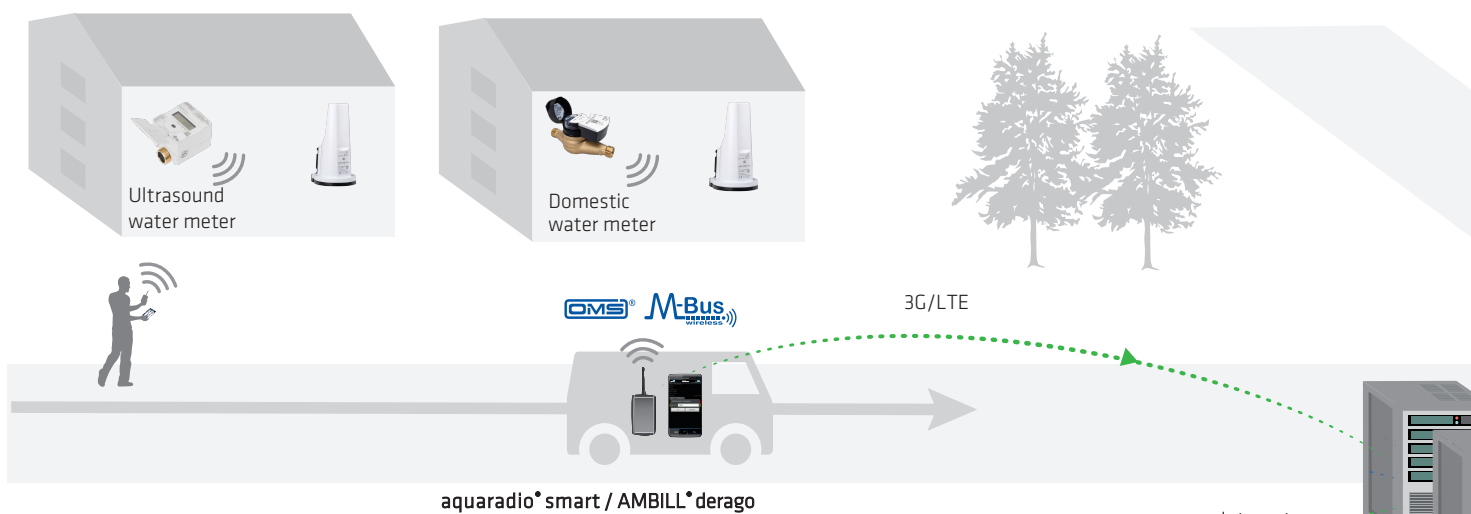 Ultrasound
water meter
Domestic
water meter
OMS®
M-Bus
wireless
3G/LTE
aquaradio® smart / AMBILL® derago